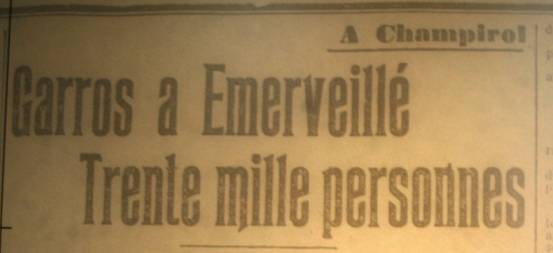 A Champirol
Garros a Emerveillé
Trente mille personnes